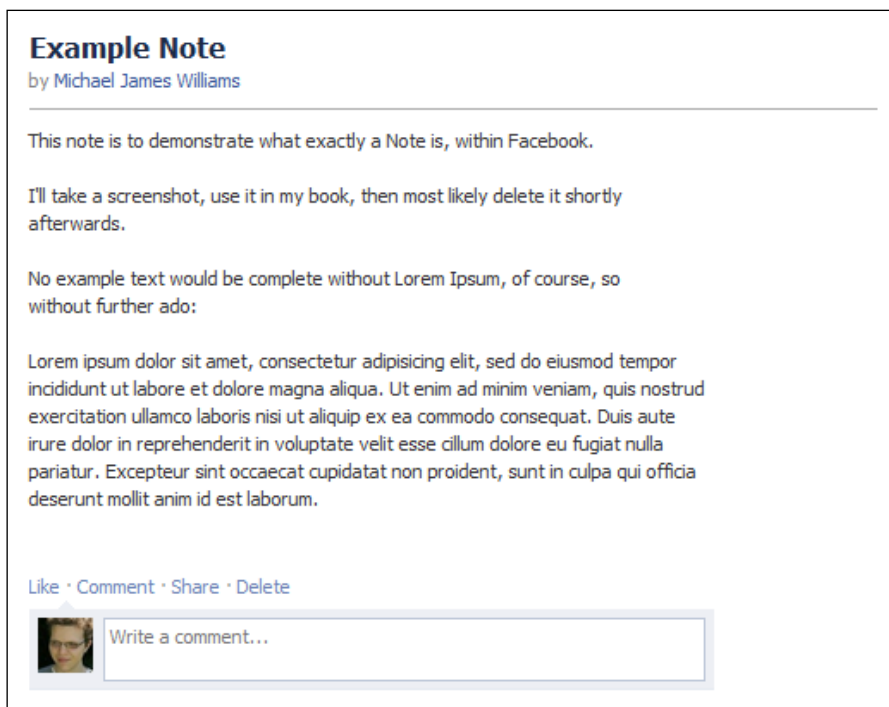 Example Note
by Michael James Williams
This note is to demonstrate what exactly a Note is, within Facebook.
I'll take a screenshot, use it in my book, then most likely delete it shortly
afterwards.
No example text would be complete without Lorem Ipsum, of course, so
without further ado:
Lorem ipsum dolor sit amet, consectetur adipisicing elit, sed do eiusmod tempor
incididunt ut labore et dolore magna aliqua. Ut enim ad minim veniam, quis nostrud
exercitation ullamco laboris nisi ut aliquip ex ea commodo consequat. Duis aute
irure dolor in reprehenderit in voluptate velit esse cillum dolore eu fugiat nulla
pariatur. Excepteur sint occaecat cupidatat non proident, sunt in culpa qui officia
deserunt mollit anim id est laborum.
Like · Comment · Share · Delete
Write a comment...